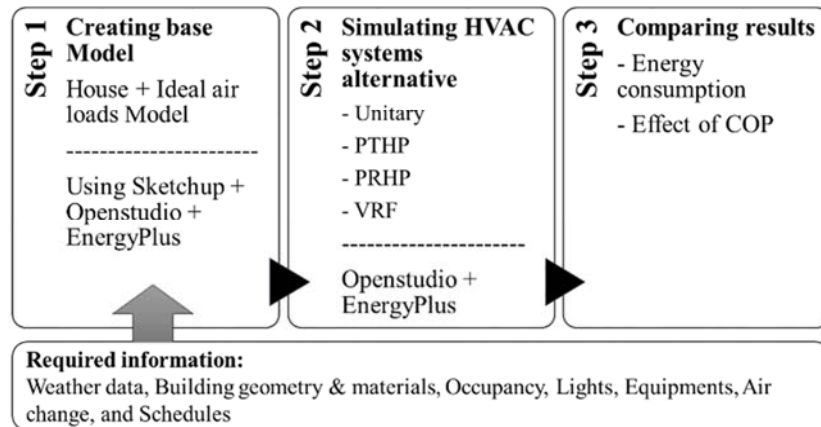 Step 1
Creating base
Model
House + Ideal air
loads Model
-----------------------
Using Sketchup +
Openstudio +
EnergyPlus
Step 2
Simulating HVAC
systems
alternative
- Unitary
- PTHP
- PRHP
- VRF
----------------------
Openstudio +
EnergyPlus
Step 3
Comparing results
- Energy
consumption
- Effect of COP
Required information:
Weather data, Building geometry & materials, Occupancy, Lights, Equipments, Air
change, and Schedules